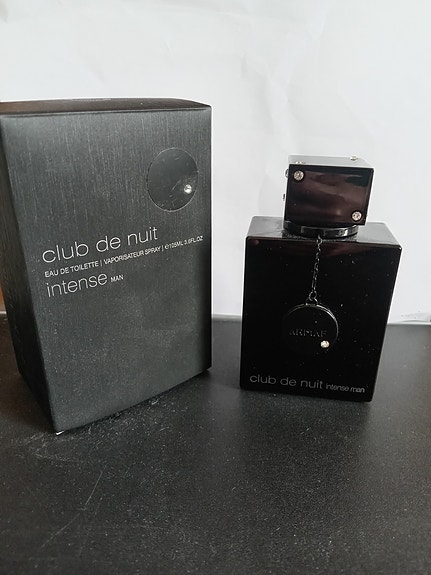 club de nuit
EAU DE TOILETTE | VAPORISATEUR SPRAY | ℮105ML 3.6FL.OZ
intense MAN
ARMAF
club de nuit intense man